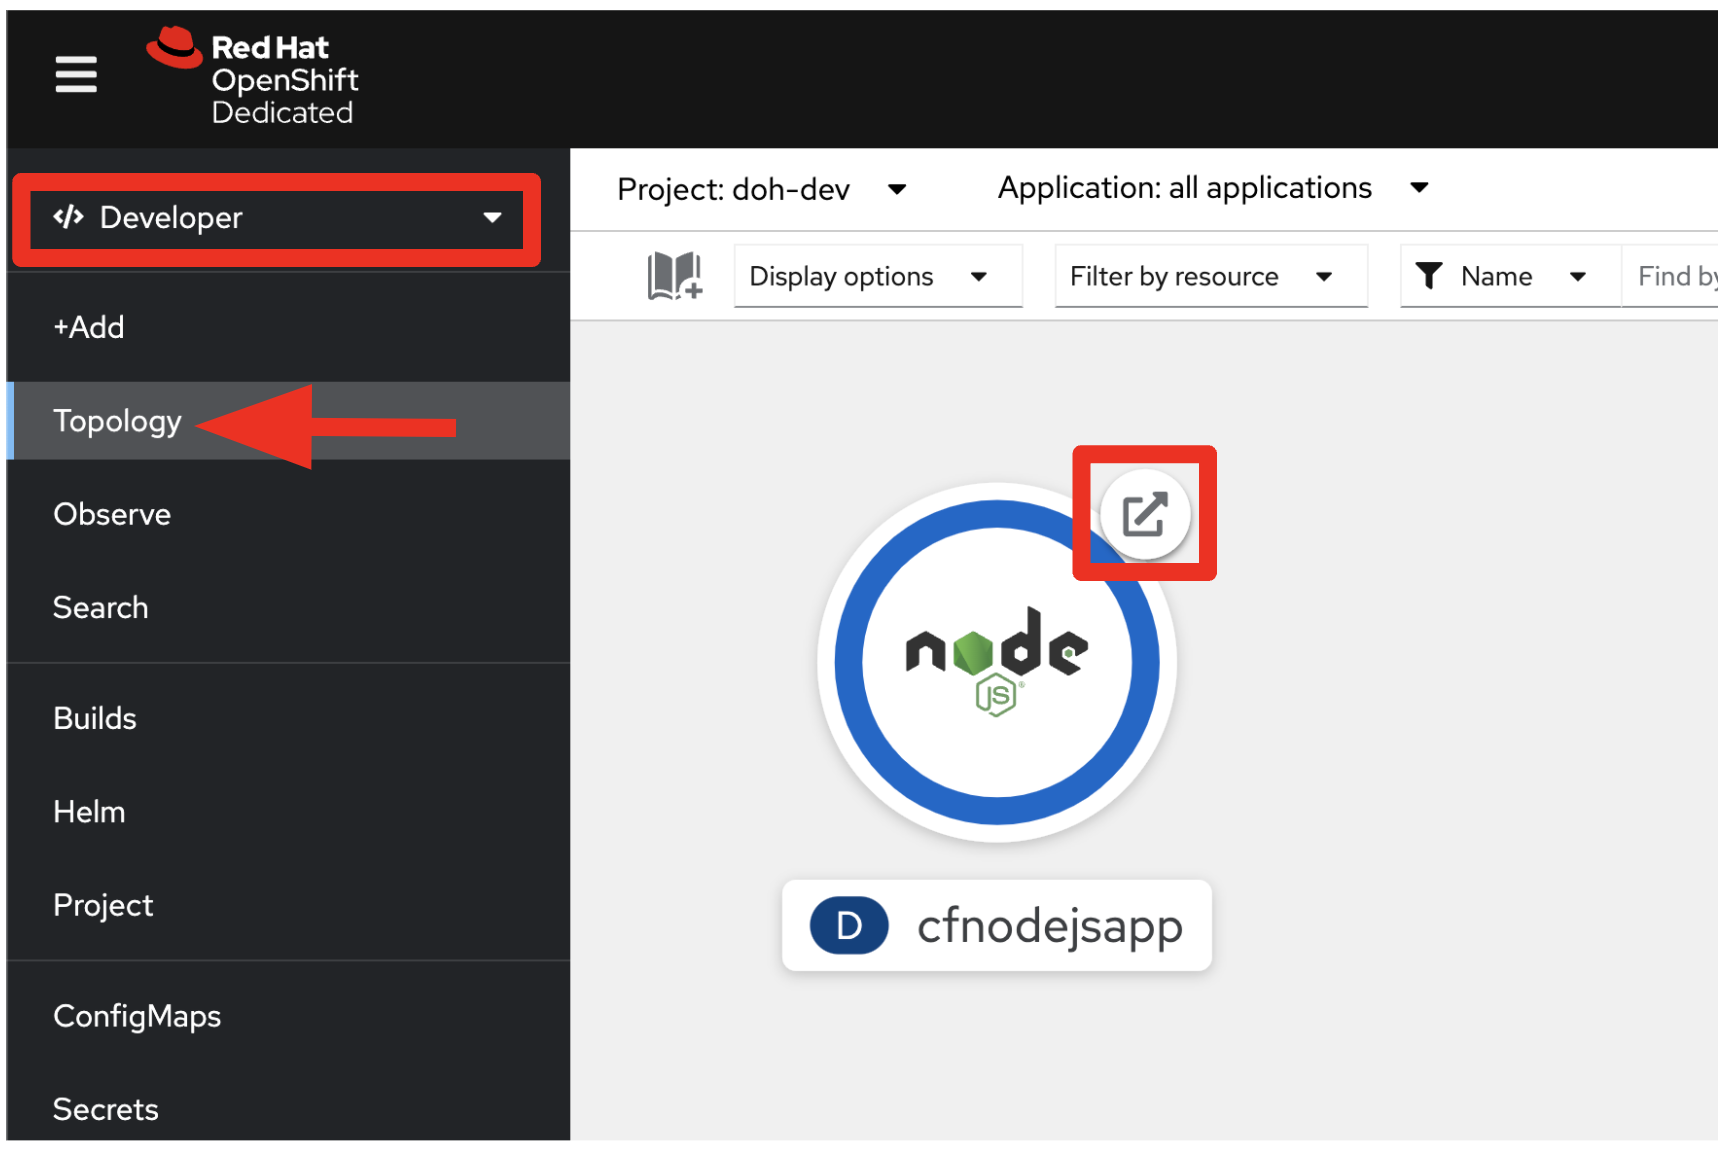 Red Hat
OpenShift
Dedicated
</> Developer
+Add
Topology
Observe
Search
Builds
Helm
Project
ConfigMaps
Secrets
Project: doh-dev
Application: all applications
Display options
Filter by resource
Name
Find by
node
JS
D cfnodejsapp